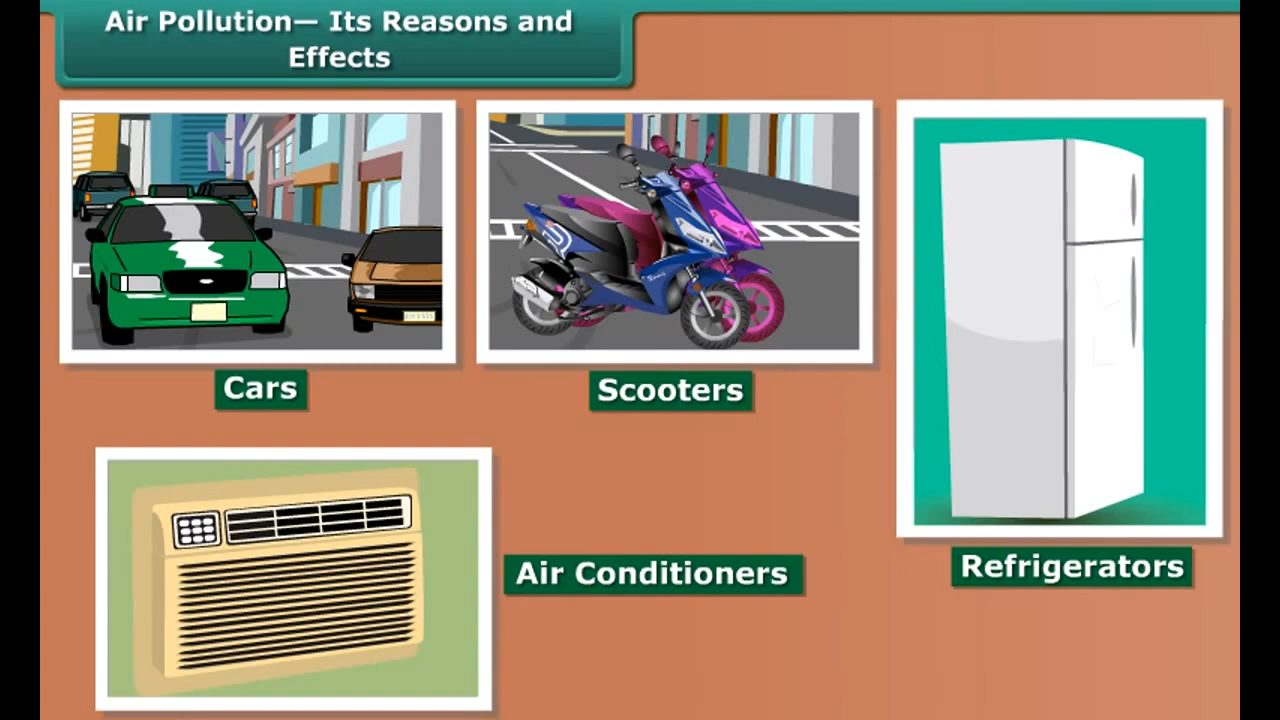 Air Pollution— Its Reasons and
Effects
Cars
Scooters
Refrigerators
Air Conditioners